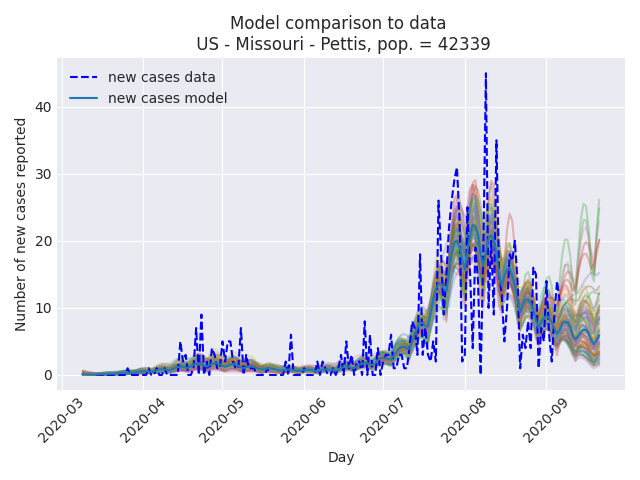 Model comparison to data
US - Missouri - Pettis, pop. = 42339
new cases data
new cases model
Number of new cases reported
40
30
20
10
0
2020-03
2020-04
2020-05
2020-06
2020-07
2020-08
2020-09
Day